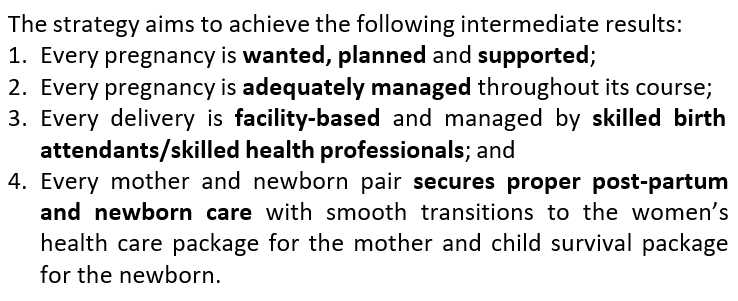 The strategy aims to achieve the following intermediate results:
1. Every pregnancy is wanted, planned and supported;
2. Every pregnancy is adequately managed throughout its course;
3. Every delivery is facility-based and managed by skilled birth
attendants/skilled health professionals; and
4. Every mother and newborn pair secures proper post-partum
and newborn care with smooth transitions to the women’s
health care package for the mother and child survival package
for the newborn.